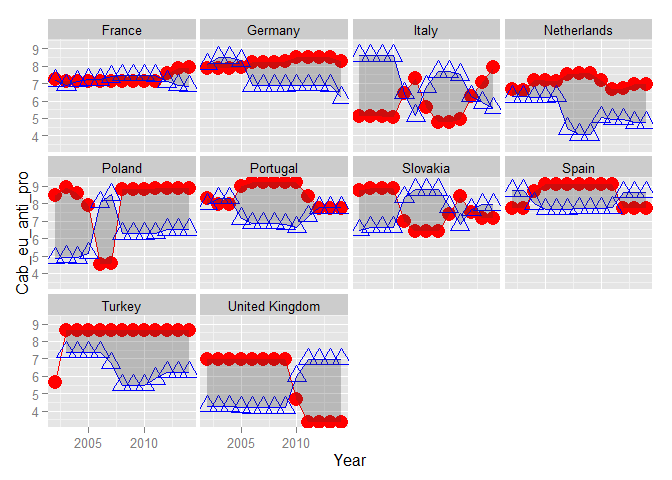 France
Germany
Italy
Netherlands
9
8
7
6
5
4
Poland
Portugal
Slovakia
Spain
9
8
7
6
5
4
Cab_eu_anti_pro
Turkey
United Kingdom
9
8
7
6
5
4
2005
2010
2005
2010
Year